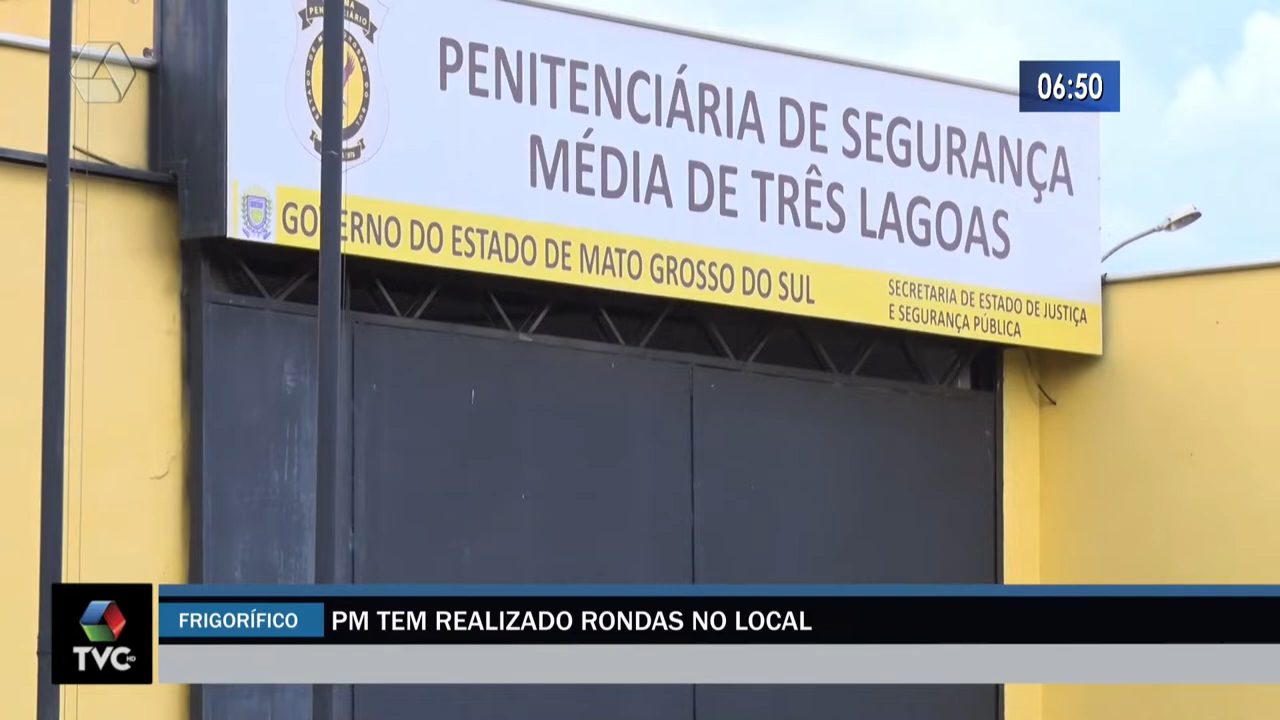 06:50
PENITENCIÁRIA DE SEGURANÇA
MÉDIA DE TRÊS LAGOAS
GOVERNO DO ESTADO DE MATO GROSSO DO SUL
SECRETARIA DE ESTADO DE JUSTIÇA
E SEGURANÇA PÚBLICA
FRIGORÍFICO
PM TEM REALIZADO RONDAS NO LOCAL
TVC HD